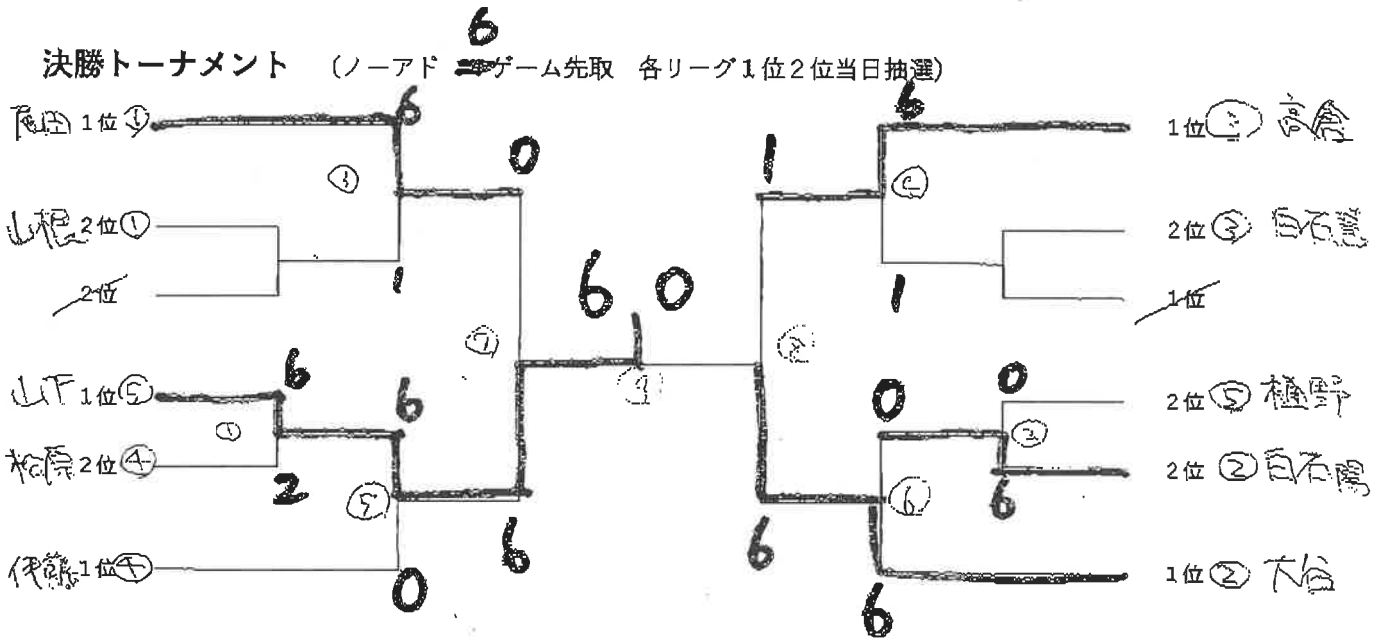 6
決勝トーナメント (ノーアド ゲーム先取 各リーグ1位2位当日抽選)
尾田 1位 ①
6
0
③
山根 2位 ①
1
2位
6 0
⑦
⑨
山下 1位 ⑤
6
6
①
松原 2位 ④
2
⑤
6
伊藤 1位 ④
0
6
1位 高倉
1
④
2位 ③ 白石
1
1位
⑧
0
0
2位 ⑤ 樋野
②
2位 ② 白石陽
⑥
6
6
1位 ② 大谷
6